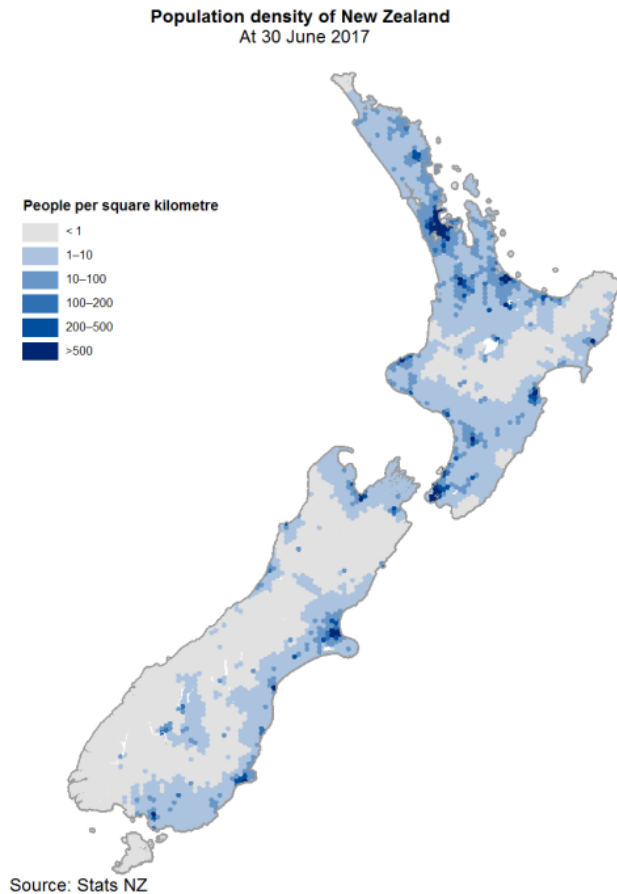 Population density of New Zealand
At 30 June 2017
People per square kilometre
< 1
1–10
10–100
100–200
200–500
>500
Source: Stats NZ